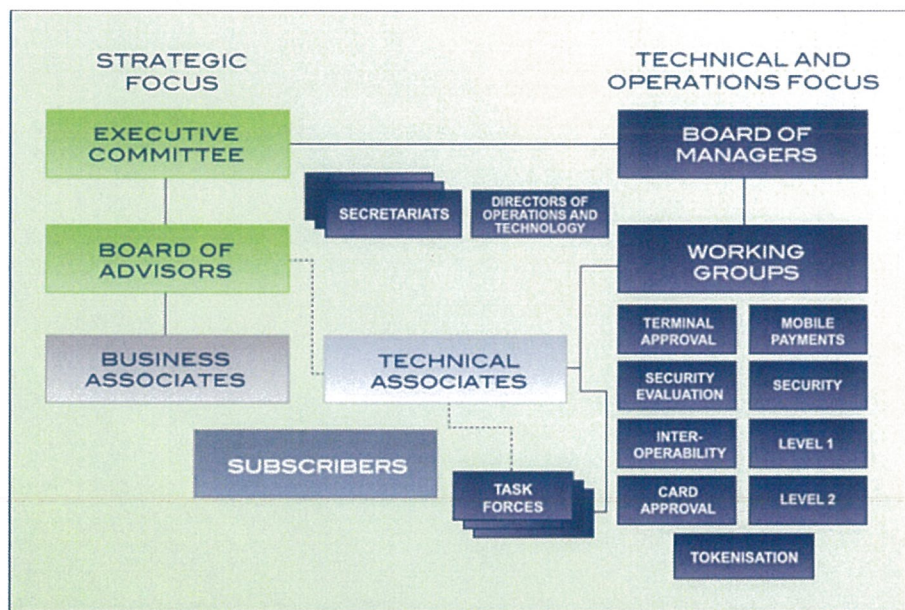 STRATEGIC
FOCUS
TECHNICAL AND
OPERATIONS FOCUS
EXECUTIVE
COMMITTEE
BOARD OF
MANAGERS
SECRETARIATS
DIRECTORS OF
OPERATIONS AND
TECHNOLOGY
BOARD OF
ADVISORS
WORKING
GROUPS
TERMINAL
APPROVAL
MOBILE
PAYMENTS
BUSINESS
ASSOCIATES
TECHNICAL
ASSOCIATES
SECURITY
EVALUATION
SECURITY
INTER-
OPERABILITY
LEVEL 1
SUBSCRIBERS
TASK
FORCES
CARD
APPROVAL
LEVEL 2
TOKENISATION